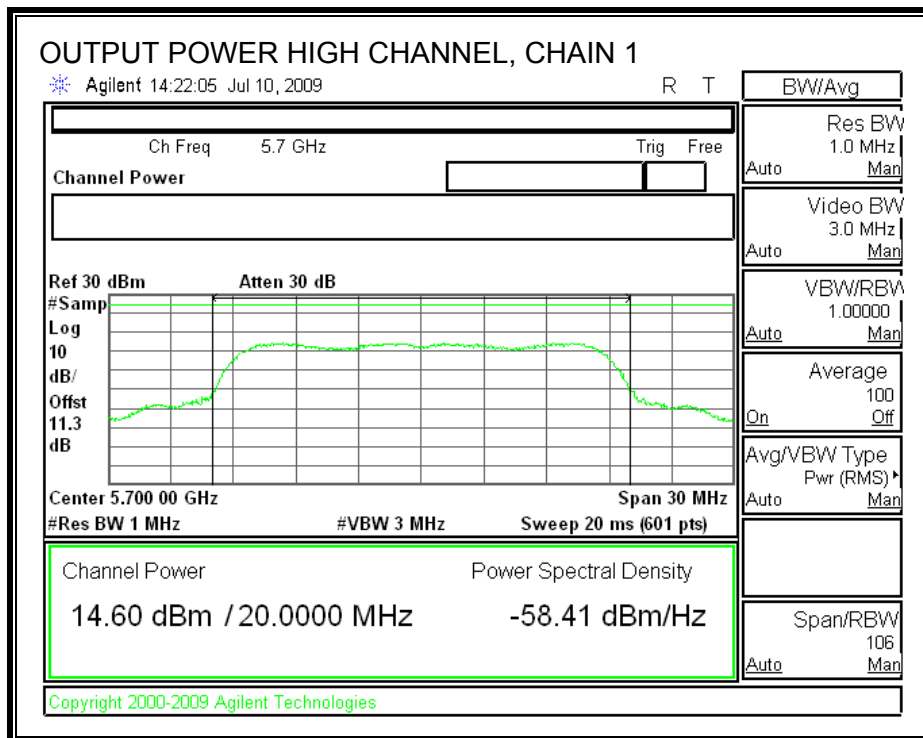 OUTPUT POWER HIGH CHANNEL, CHAIN 1
Agilent 14:22:05 Jul 10, 2009 R T
Ch Freq 5.7 GHz Trig Free
Channel Power
Ref 30 dBm Atten 30 dB
#Samp
Log
10
dB/
Offst
11.3
dB
Center 5.700 00 GHz Span 30 MHz
#Res BW 1 MHz #VBW 3 MHz Sweep 20 ms (601 pts)
Channel Power Power Spectral Density
14.60 dBm / 20.0000 MHz -58.41 dBm/Hz
Copyright 2000-2009 Agilent Technologies
BW/Avg
Res BW
1.0 MHz
Auto Man
Video BW
3.0 MHz
Auto Man
VBW/RBW
1.00000
Auto Man
Average
100
On Off
Avg/VBW Type
Pwr (RMS)
Auto Man
Span/RBW
106
Auto Man